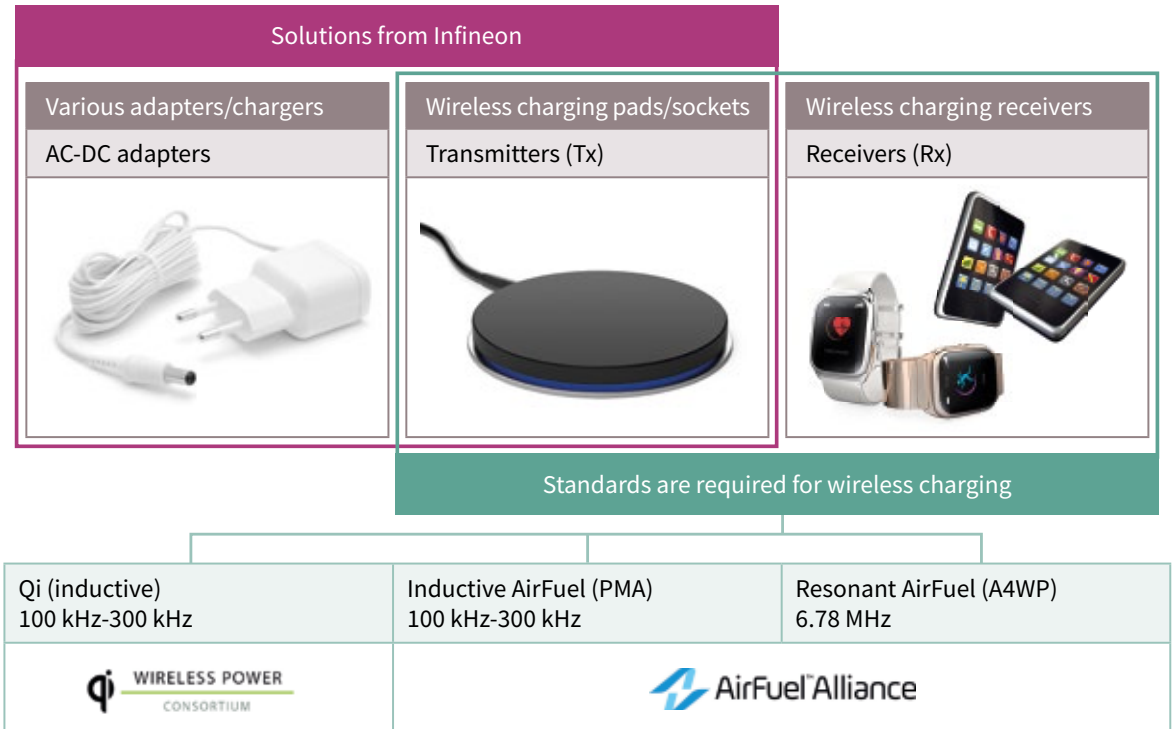 Solutions from Infineon
Various adapters/chargers
AC-DC adapters
Wireless charging pads/sockets
Transmitters (Tx)
Wireless charging receivers
Receivers (Rx)
Standards are required for wireless charging
Qi (inductive)
100 kHz-300 kHz
Inductive AirFuel (PMA)
100 kHz-300 kHz
Resonant AirFuel (A4WP)
6.78 MHz
qi WIRELESS POWER
CONSORTIUM
AirFuel™Alliance